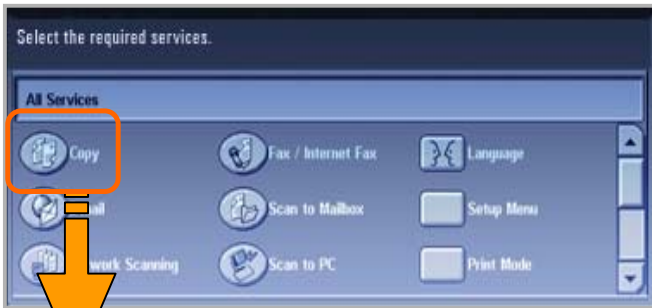 Select the required services.
All Services
Copy Fax / Internet Fax Language
Scan to Mailbox Setup Menu
Scanning Scan to PC Print Mode